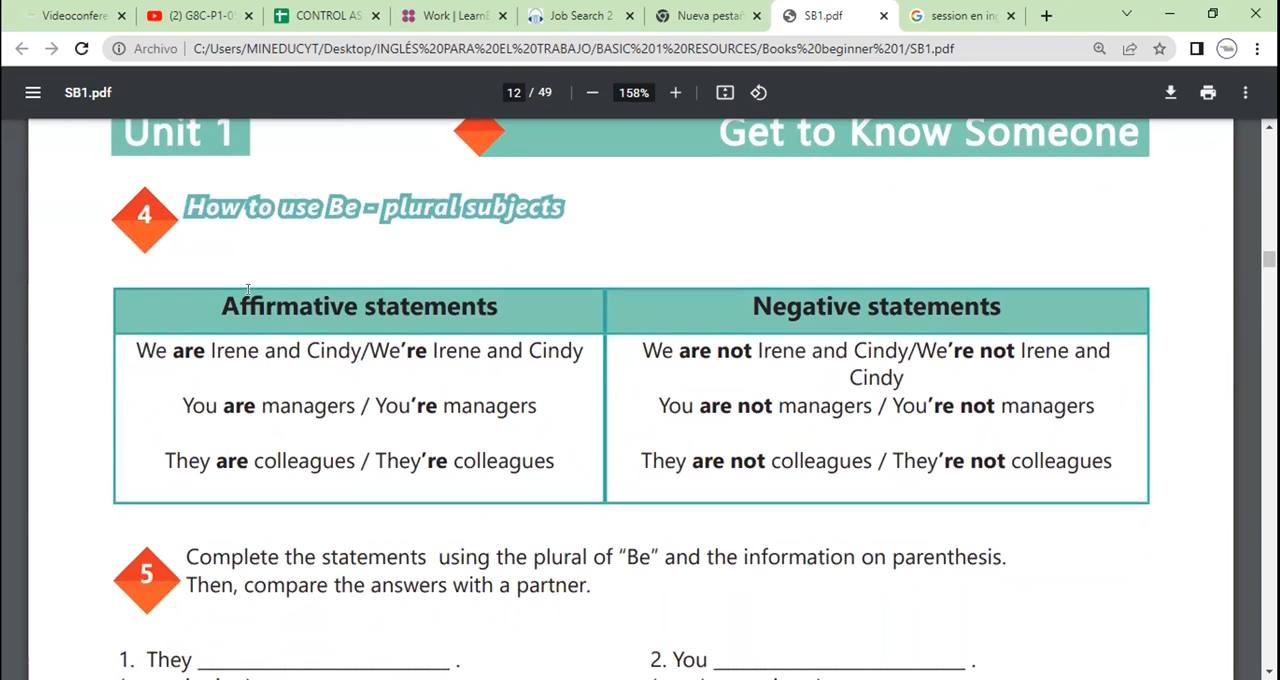 Videoconfere
(2) G8C-P1-0
CONTROL AS
Work | LearnE
Job Search 2
Nueva pestañ
SB1.pdf
session en in
Archivo | C:/Users/MINEDUCYT/Desktop/INGLÉS%20PARA%20EL%20TRABAJO/BASIC%201%20RESOURCES/Books%20beginner%201/SB1.pdf
SB1.pdf
12 / 49
158%
Unit 1
Get to Know Someone
4 How to use Be - plural subjects
Affirmative statements
Negative statements
We are Irene and Cindy/We're Irene and Cindy
We are not Irene and Cindy/We're not Irene and
Cindy
You are managers / You're managers
You are not managers / You're not managers
They are colleagues / They're colleagues
They are not colleagues / They're not colleagues
5 Complete the statements using the plural of "Be" and the information on parenthesis.
Then, compare the answers with a partner.
1. They ____________________________ .
2. You ____________________________ .